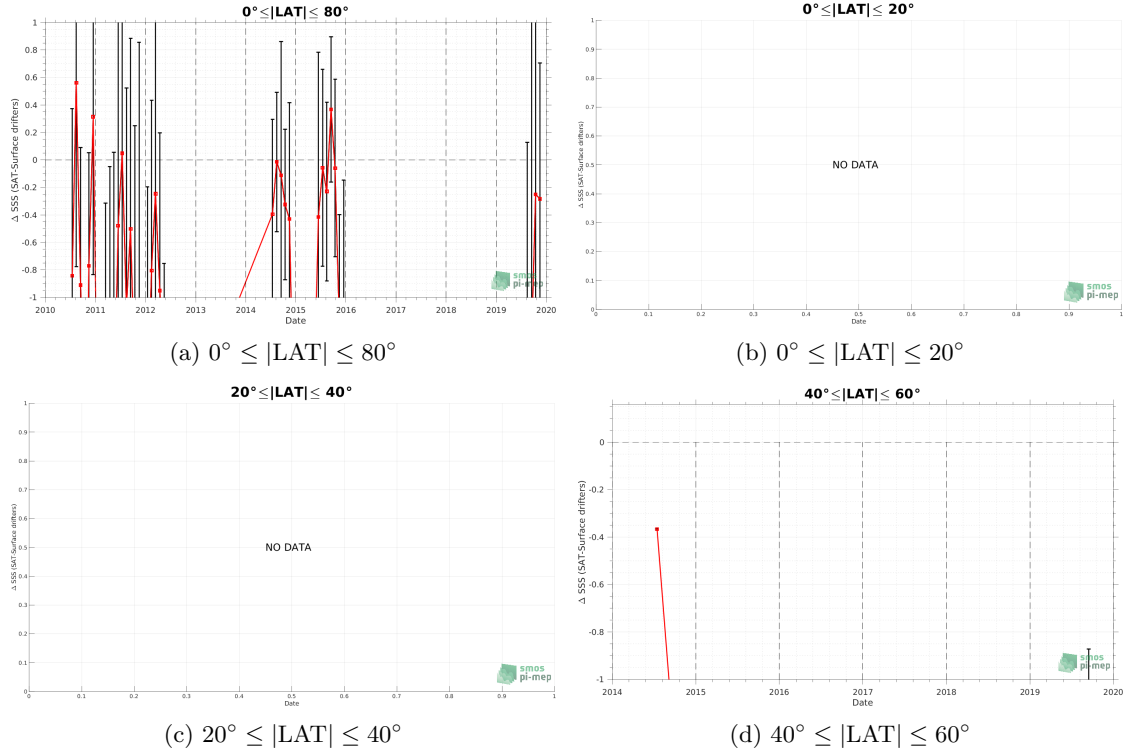 0°≤|LAT|≤ 80°
Δ SSS (SAT-Surface drifters)
1
0.8
0.6
0.4
0.2
0
-0.2
-0.4
-0.6
-0.8
-1
2010 2011 2012 2013 2014 2015 2016 2017 2018 2019 2020
Date
smos
pi-mep
(a) 0° ≤ |LAT| ≤ 80°
0°≤|LAT|≤ 20°
Δ SSS (SAT-Surface drifters)
1
0.9
0.8
0.7
0.6
0.5
0.4
0.3
0.2
0.1
0
NO DATA
0 0.1 0.2 0.3 0.4 0.5 0.6 0.7 0.8 0.9 1
Date
smos
pi-mep
(b) 0° ≤ |LAT| ≤ 20°
20°≤|LAT|≤ 40°
Δ SSS (SAT-Surface drifters)
1
0.9
0.8
0.7
0.6
0.5
0.4
0.3
0.2
0.1
0
NO DATA
0 0.1 0.2 0.3 0.4 0.5 0.6 0.7 0.8 0.9 1
Date
smos
pi-mep
(c) 20° ≤ |LAT| ≤ 40°
40°≤|LAT|≤ 60°
Δ SSS (SAT-Surface drifters)
0
-0.2
-0.4
-0.6
-0.8
-1
2014 2015 2016 2017 2018 2019 2020
Date
smos
pi-mep
(d) 40° ≤ |LAT| ≤ 60°